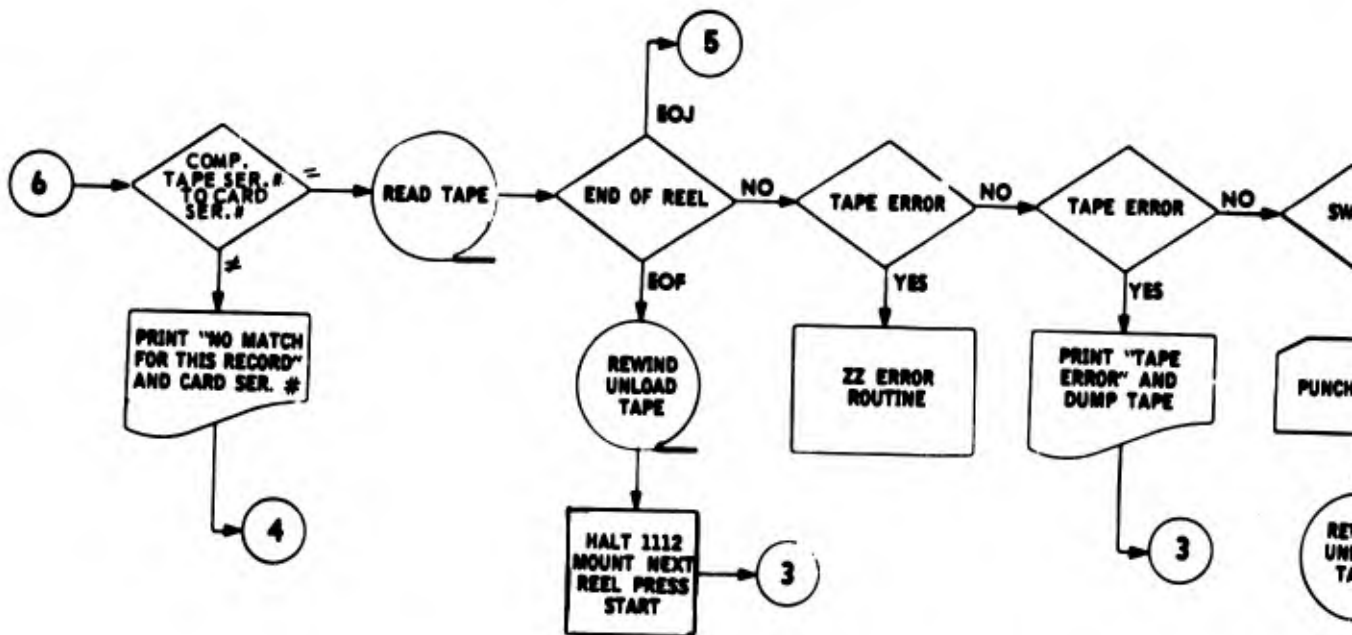 5
EOJ
6
COMP.
TAPE SER.#
TO CARD
SER.#
=
≠
READ TAPE
END OF REEL
NO
TAPE ERROR
NO
TAPE ERROR
NO
EOF
YES
YES
PRINT "NO MATCH
FOR THIS RECORD"
AND CARD SER. #
REWIND
UNLOAD
TAPE
ZZ ERROR
ROUTINE
PRINT "TAPE
ERROR" AND
DUMP TAPE
PUNCH
4
HALT 1112
MOUNT NEXT
REEL PRESS
START
3
3